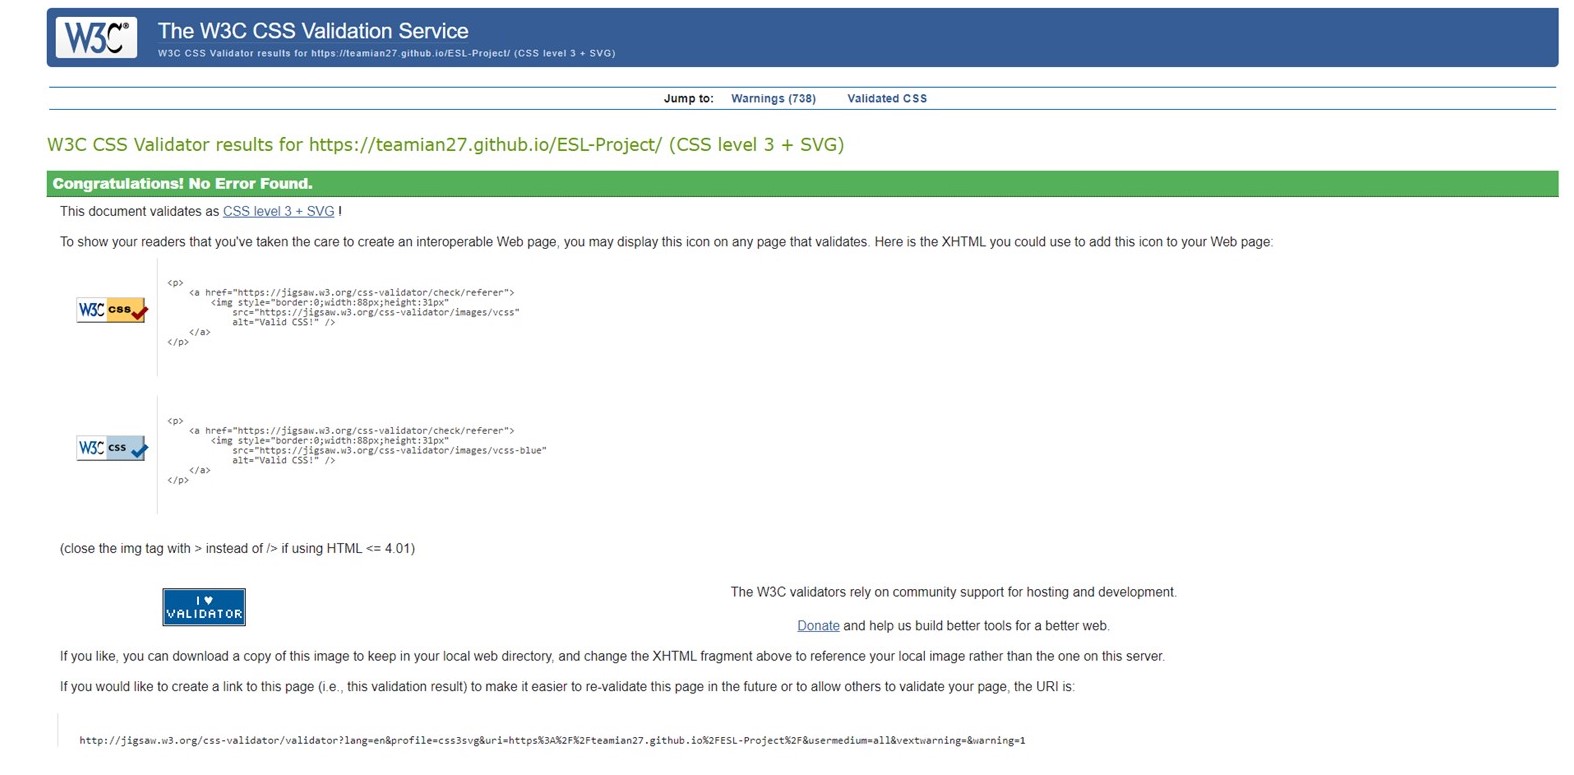 W3C®
The W3C CSS Validation Service
W3C CSS Validator results for https://teamian27.github.io/ESL-Project/ (CSS level 3 + SVG)
Jump to: Warnings (738) Validated CSS
W3C CSS Validator results for https://teamian27.github.io/ESL-Project/ (CSS level 3 + SVG)
Congratulations! No Error Found.
This document validates as CSS level 3 + SVG !
To show your readers that you've taken the care to create an interoperable Web page, you may display this icon on any page that validates. Here is the XHTML you could use to add this icon to your Web page:
W3C css
<p>
<a href="https://jigsaw.w3.org/css-validator/check/referer">
<img style="border:0;width:88px;height:31px"
src="https://jigsaw.w3.org/css-validator/images/vcss"
alt="Valid CSS!" />
</a>
</p>
W3C css
<p>
<a href="https://jigsaw.w3.org/css-validator/check/referer">
<img style="border:0;width:88px;height:31px"
src="https://jigsaw.w3.org/css-validator/images/vcss-blue"
alt="Valid CSS!" />
</a>
</p>
(close the img tag with > instead of /> if using HTML <= 4.01)
I ♥
VALIDATOR
The W3C validators rely on community support for hosting and development.
Donate and help us build better tools for a better web.
If you like, you can download a copy of this image to keep in your local web directory, and change the XHTML fragment above to reference your local image rather than the one on this server.
If you would like to create a link to this page (i.e., this validation result) to make it easier to re-validate this page in the future or to allow others to validate your page, the URI is:
http://jigsaw.w3.org/css-validator/validator?lang=en&profile=css3svg&uri=https%3A%2F%2Fteamian27.github.io%2FESL-Project%2F&usermedium=all&vextwarning=&warning=1